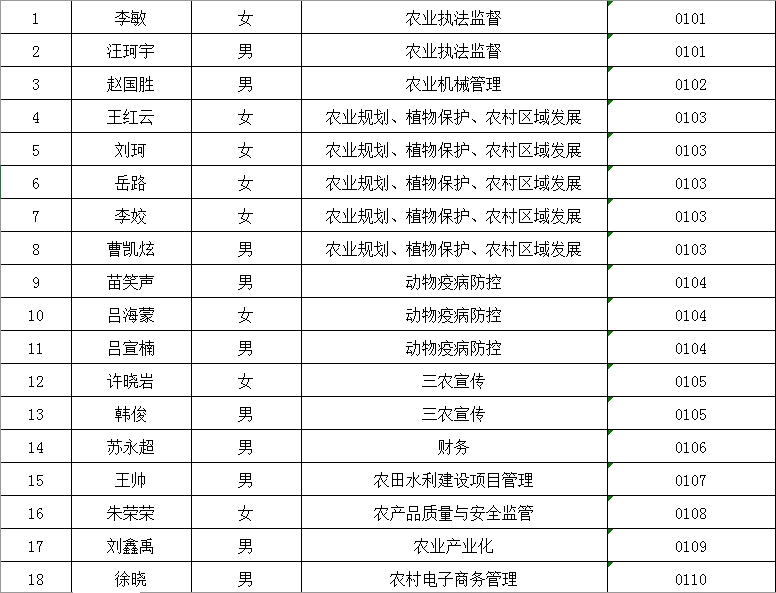 1 李敏 女 农业执法监督 0101
2 汪珂宇 男 农业执法监督 0101
3 赵国胜 男 农业机械管理 0102
4 王红云 女 农业规划、植物保护、农村区域发展 0103
5 刘珂 女 农业规划、植物保护、农村区域发展 0103
6 岳路 女 农业规划、植物保护、农村区域发展 0103
7 李姣 女 农业规划、植物保护、农村区域发展 0103
8 曹凯炫 男 农业规划、植物保护、农村区域发展 0103
9 苗笑声 男 动物疫病防控 0104
10 吕海蒙 女 动物疫病防控 0104
11 吕宣楠 男 动物疫病防控 0104
12 许晓岩 女 三农宣传 0105
13 韩俊 男 三农宣传 0105
14 苏永超 男 财务 0106
15 王帅 男 农田水利建设项目管理 0107
16 朱荣荣 女 农产品质量与安全监管 0108
17 刘鑫禹 男 农业产业化 0109
18 徐晓 男 农村电子商务管理 0110